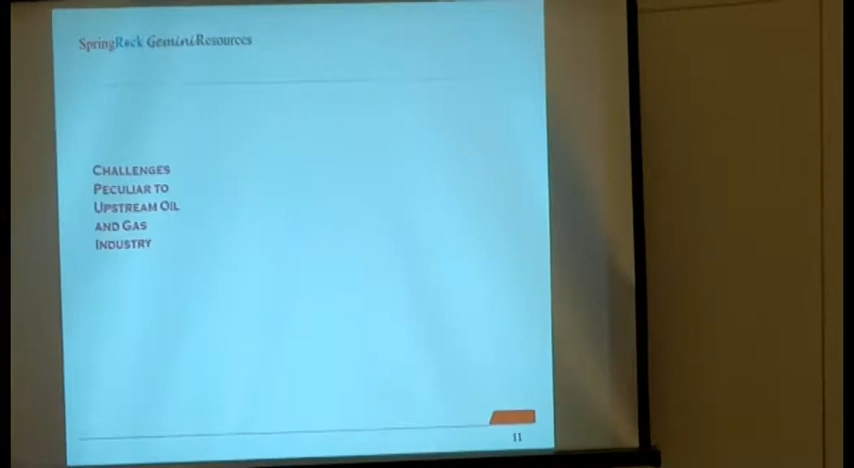 SpringRock GeminiResources
CHALLENGES
PECULIAR TO
UPSTREAM OIL
AND GAS
INDUSTRY
11